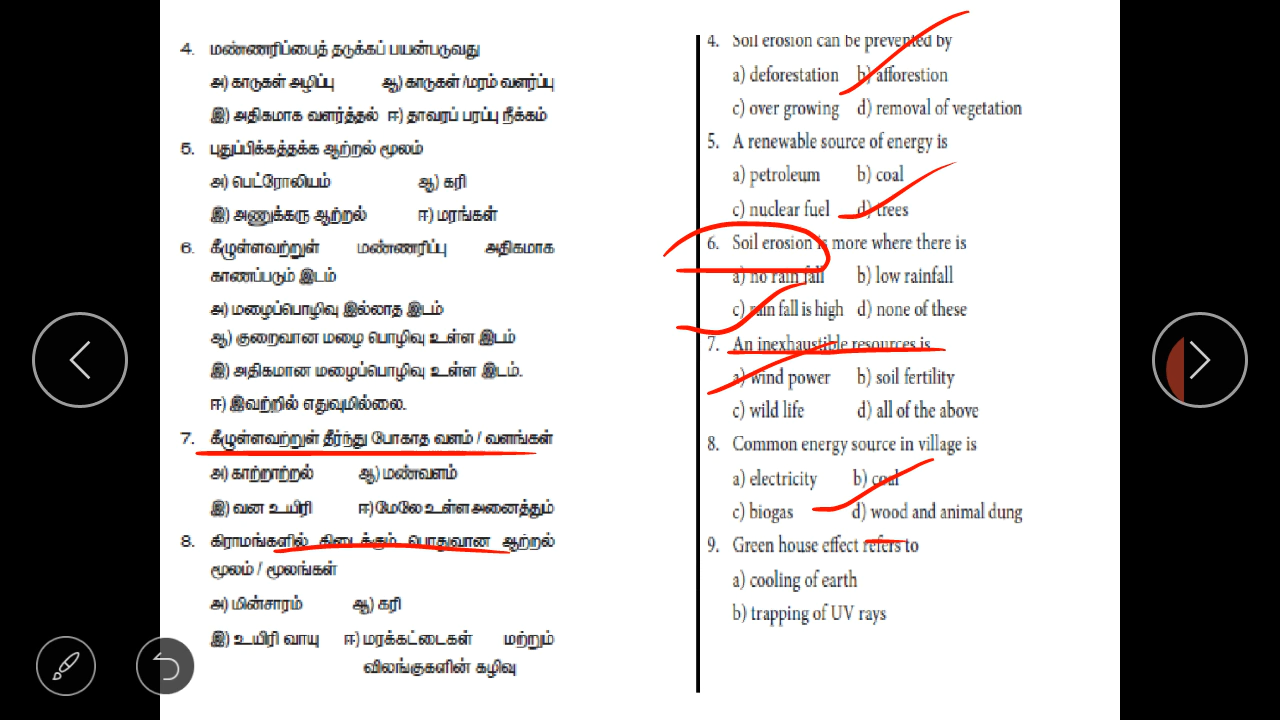 4. மண்ணரிப்பைத் தடுக்கப் பயன்படுவது
அ) காடுகள் அழிப்பு ஆ) காடுகள் /மரம் வளர்ப்பு
இ) அதிகமாக வளர்த்தல் ஈ) தாவரப் பரப்பு நீக்கம்
5. புதுப்பிக்கத்தக்க ஆற்றல் மூலம்
அ) பெட்ரோலியம் ஆ) கரி
இ) அணுக்கரு ஆற்றல் ஈ) மரங்கள்
6. கீழுள்ளவற்றுள் மண்ணரிப்பு அதிகமாக
காணப்படும் இடம்
அ) மழைப்பொழிவு இல்லாத இடம்
ஆ) குறைவான மழை பொழிவு உள்ள இடம்
இ) அதிகமான மழைப்பொழிவு உள்ள இடம்.
ஈ) இவற்றில் எதுவுமில்லை.
7. கீழுள்ளவற்றுள் தீர்ந்து போகாத வளம் / வளங்கள்
அ) காற்றாற்றல் ஆ) மண்வளம்
இ) வன உயிரி ஈ) மேலே உள்ள அனைத்தும்
8. கிராமங்களில் கிடைக்கும் பொதுவான ஆற்றல்
மூலம் / மூலங்கள்
அ) மின்சாரம் ஆ) கரி
இ) உயிரி வாயு ஈ) மரக்கட்டைகள் மற்றும்
விலங்குகளின் கழிவு
4. Soil erosion can be prevented by
a) deforestation b) afforestion
c) over growing d) removal of vegetation
5. A renewable source of energy is
a) petroleum b) coal
c) nuclear fuel d) trees
6. Soil erosion is more where there is
a) no rain fall b) low rainfall
c) rain fall is high d) none of these
7. An inexhaustible resources is
a) wind power b) soil fertility
c) wild life d) all of the above
8. Common energy source in village is
a) electricity b) coal
c) biogas d) wood and animal dung
9. Green house effect refers to
a) cooling of earth
b) trapping of UV rays